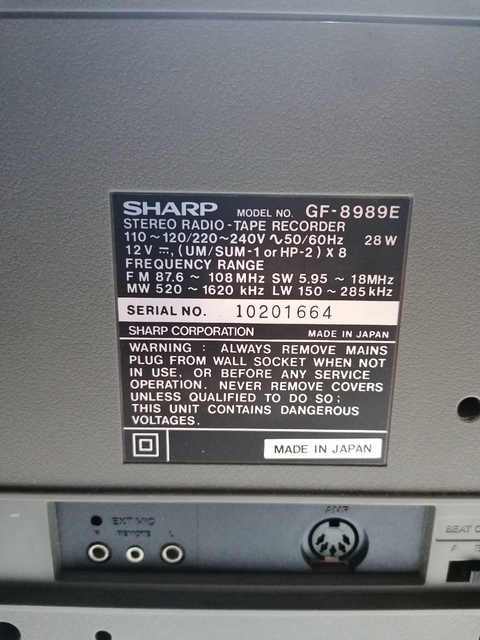 SHARP MODEL NO. GF-8989E
STEREO RADIO-TAPE RECORDER
110~120/220~240V ∿50/60Hz 28W
12V ⎓, (UM/SUM-1 or HP-2) X 8
FREQUENCY RANGE
FM 87.6 ~ 108MHz SW 5.95 ~ 18MHz
MW 520 ~ 1620 kHz LW 150 ~ 285kHz
SERIAL NO. 10201664
SHARP CORPORATION MADE IN JAPAN
WARNING : ALWAYS REMOVE MAINS
PLUG FROM WALL SOCKET WHEN NOT
IN USE, OR BEFORE ANY SERVICE
OPERATION. NEVER REMOVE COVERS
UNLESS QUALIFIED TO DO SO;
THIS UNIT CONTAINS DANGEROUS
VOLTAGES.
MADE IN JAPAN
EXT MIC
R REMOTE L
AMP
BEAT
A